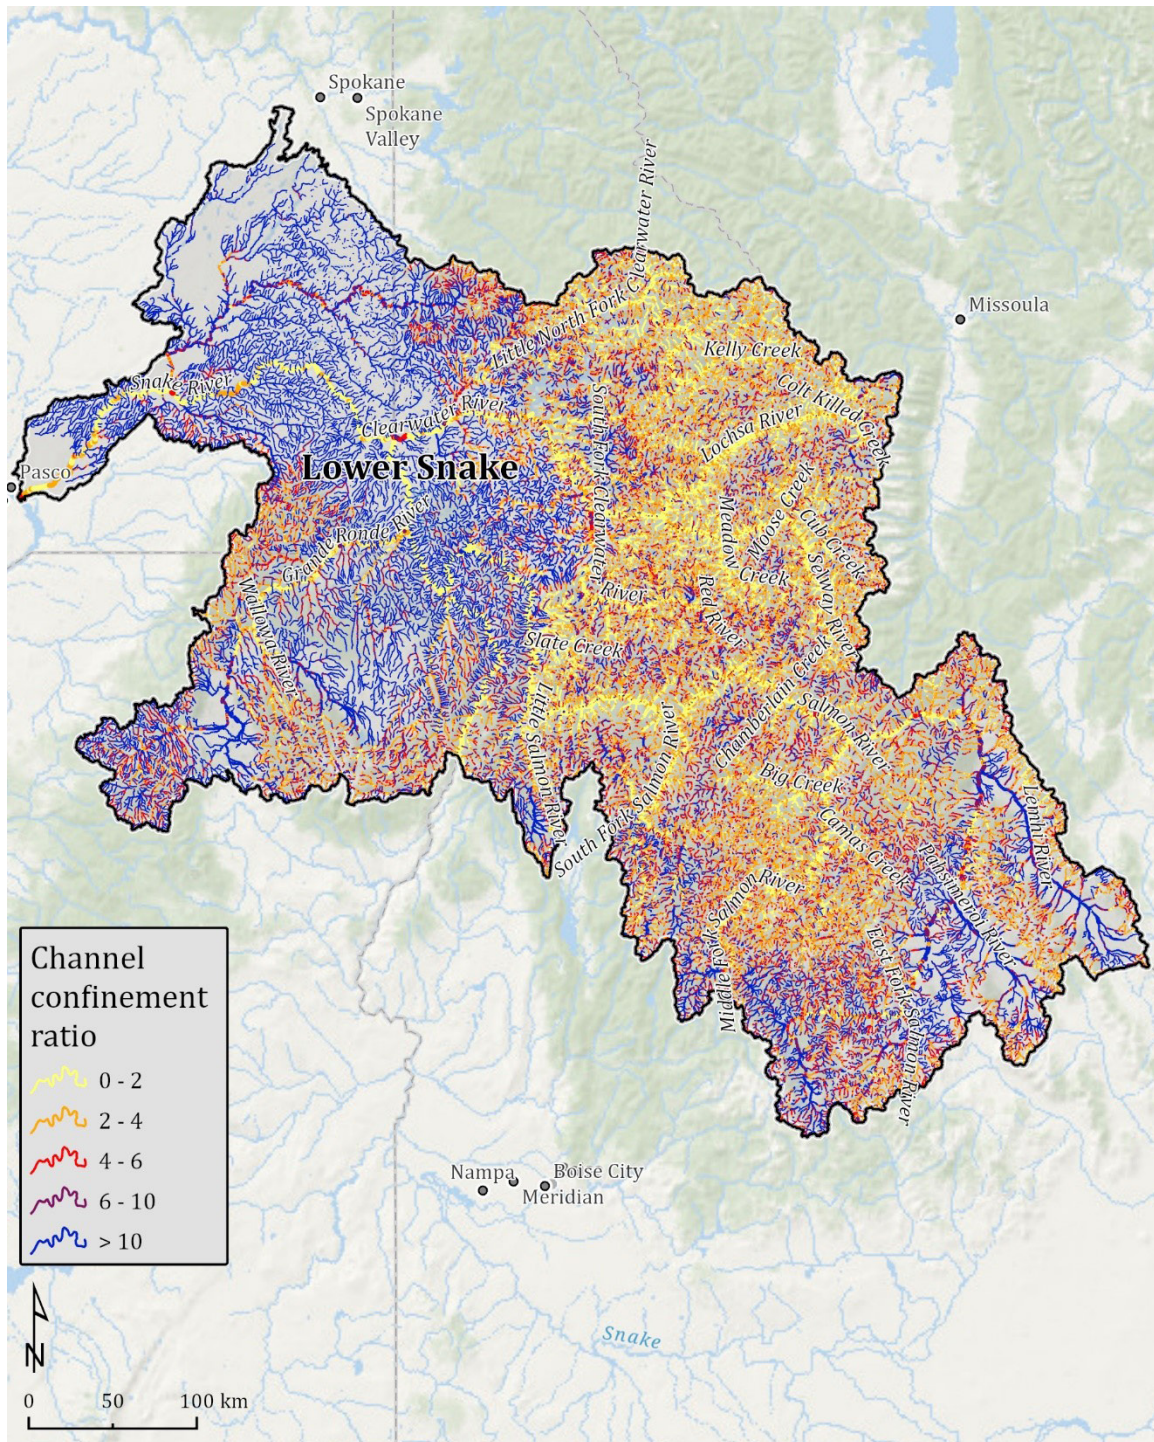 Spokane
Spokane
Valley
Little North Fork Clearwater River
Missoula
Kelly Creek
Colt Killed Creek
Snake River
Clearwater River
South Fork Clearwater River
Lochsa River
Pasco
Lower Snake
Moose Creek
Meadow Creek
Cub Creek
Grande Ronde River
Selway River
Wallowa River
Red River
Slate Creek
Chamberlain Creek
Little Salmon River
Salmon River
South Fork Salmon River
Big Creek
Lemhi River
Camas Creek
Pahsimeroi River
Middle Fork Salmon River
East Fork Salmon River
Channel
confinement
ratio
0 - 2
2 - 4
4 - 6
6 - 10
> 10
Nampa
Boise City
Meridian
Snake
N
0 50 100 km